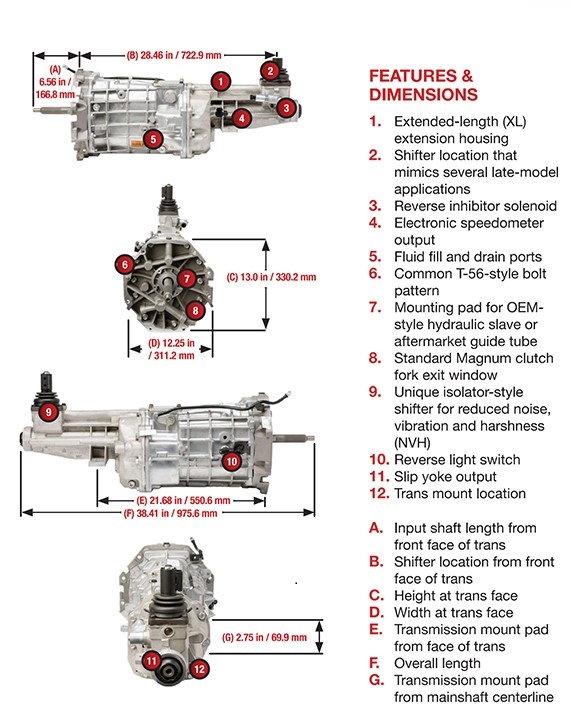 (B) 28.46 in / 722.9 mm
(A)
6.56 in /
166.8 mm
1
2
3
4
5
6
7
8
(C) 13.0 in / 330.2 mm
(D) 12.25 in
/ 311.2 mm
9
10
(E) 21.68 in / 550.6 mm
(F) 38.41 in / 975.6 mm
(G) 2.75 in / 69.9 mm
11
12
FEATURES &
DIMENSIONS
1. Extended-length (XL)
extension housing
2. Shifter location that
mimics several late-model
applications
3. Reverse inhibitor solenoid
4. Electronic speedometer
output
5. Fluid fill and drain ports
6. Common T-56-style bolt
pattern
7. Mounting pad for OEM-
style hydraulic slave or
aftermarket guide tube
8. Standard Magnum clutch
fork exit window
9. Unique isolator-style
shifter for reduced noise,
vibration and harshness
(NVH)
10. Reverse light switch
11. Slip yoke output
12. Trans mount location
A. Input shaft length from
front face of trans
B. Shifter location from front
face of trans
C. Height at trans face
D. Width at trans face
E. Transmission mount pad
from face of trans
F. Overall length
G. Transmission mount pad
from mainshaft centerline